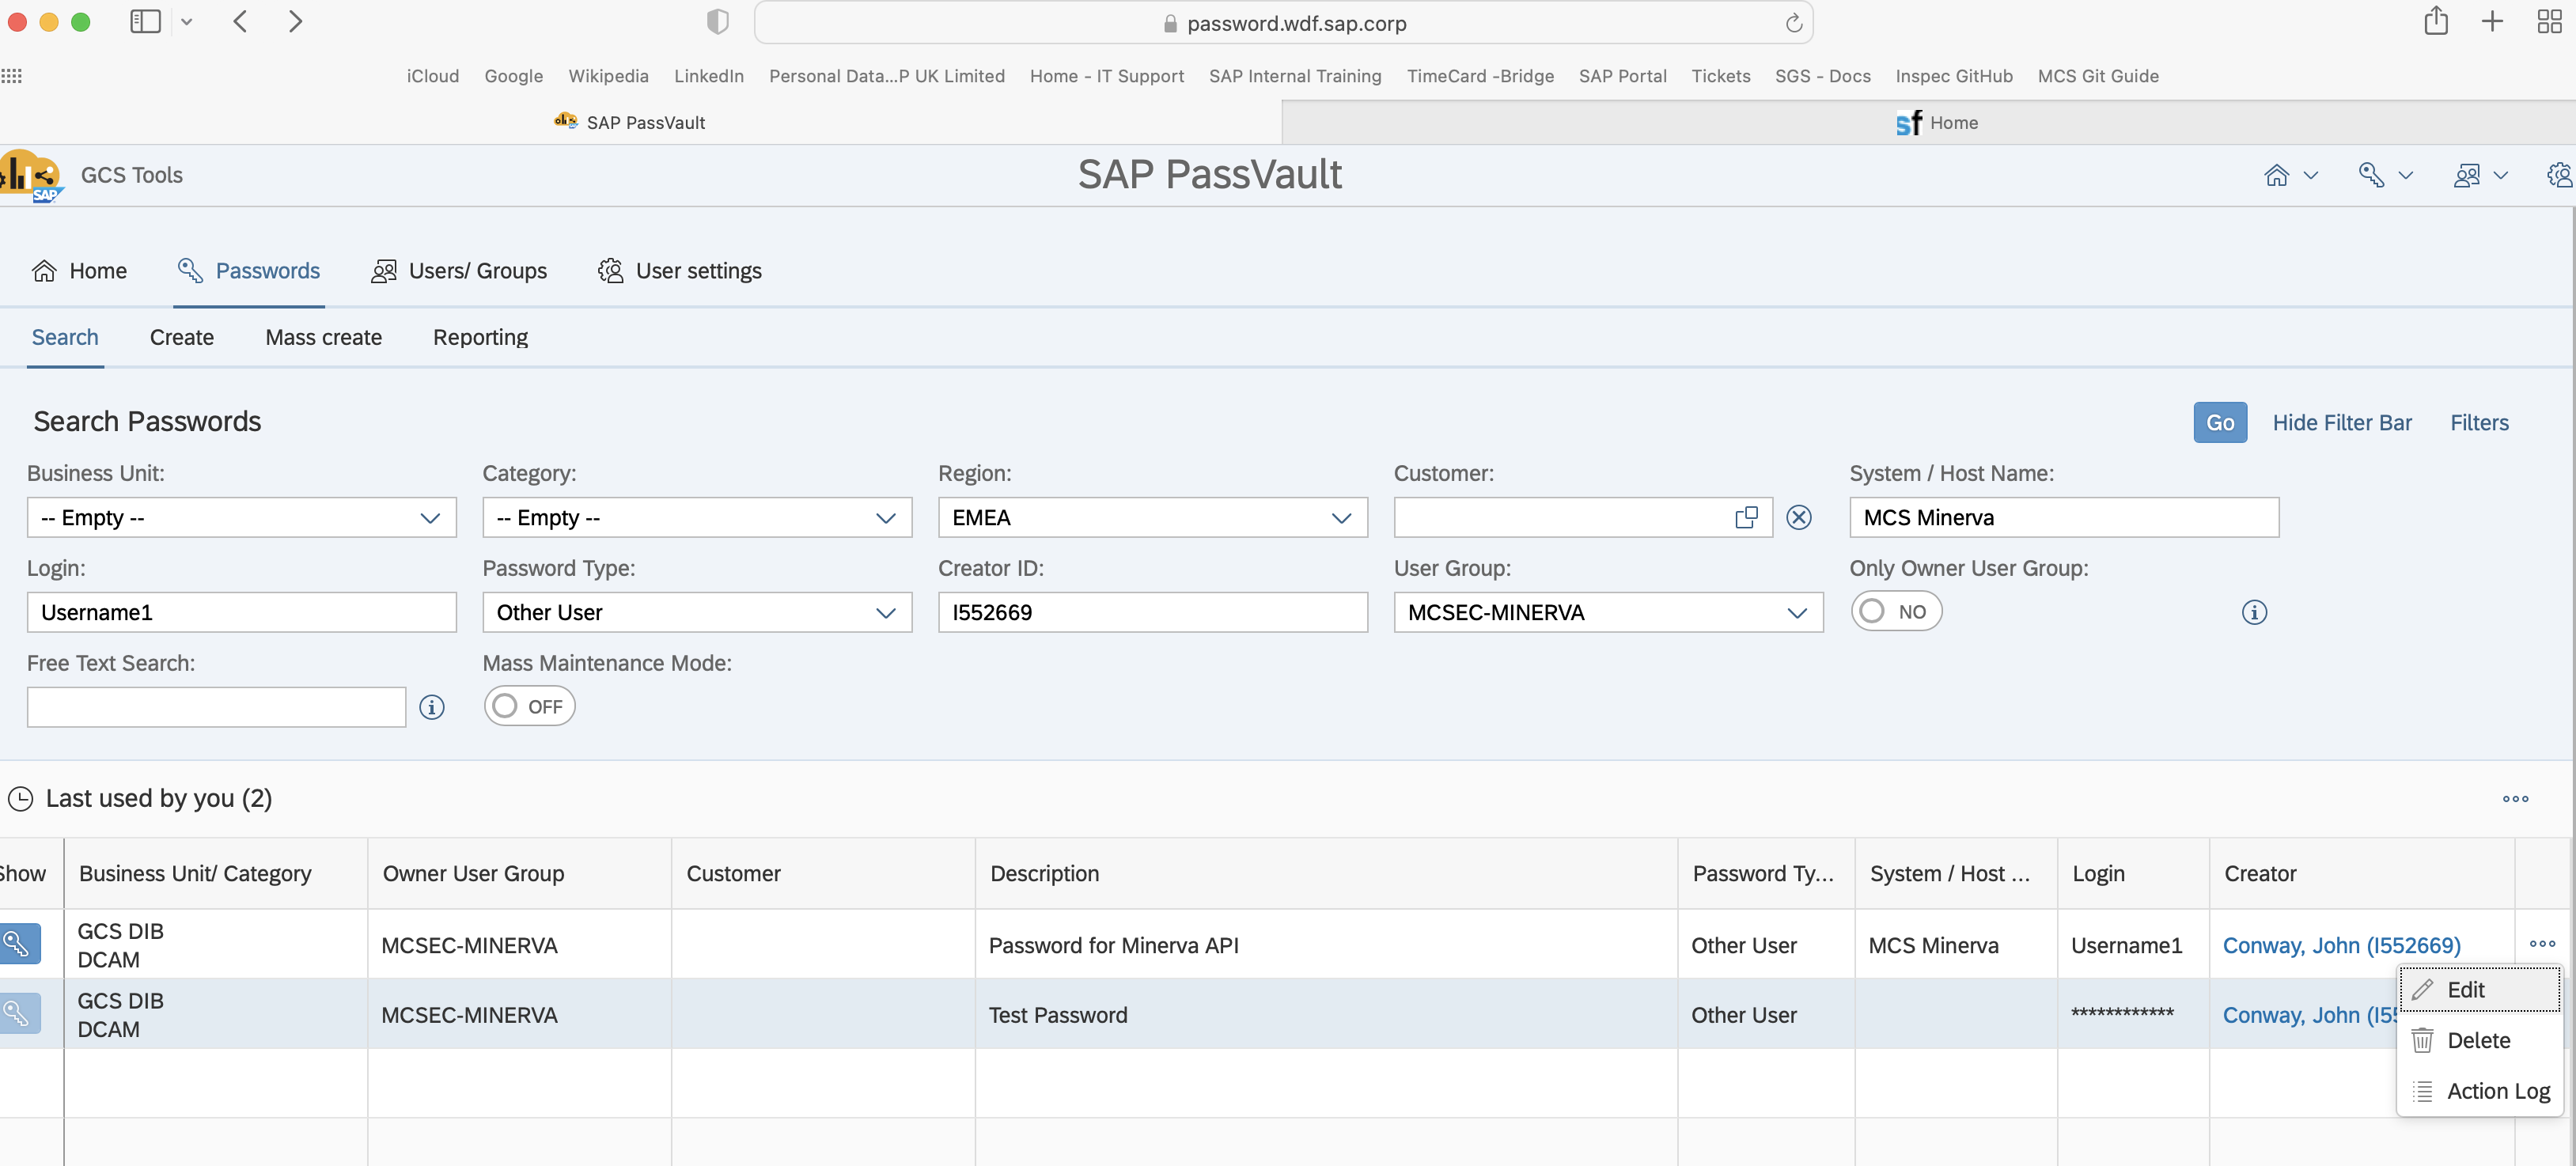 password.wdf.sap.corp
iCloud Google Wikipedia LinkedIn Personal Data...P UK Limited Home - IT Support SAP Internal Training TimeCard -Bridge SAP Portal Tickets SGS - Docs Inspec GitHub MCS Git Guide
SAP PassVault sf Home
SAP GCS Tools SAP PassVault
Home Passwords Users/ Groups User settings
Search Create Mass create Reporting
Search Passwords Go Hide Filter Bar Filters
Business Unit: Category: Region: Customer: System / Host Name:
-- Empty -- -- Empty -- EMEA MCS Minerva
Login: Password Type: Creator ID: User Group: Only Owner User Group:
Username1 Other User I552669 MCSEC-MINERVA NO
Free Text Search: Mass Maintenance Mode:
OFF
Last used by you (2)
Show Business Unit/ Category Owner User Group Customer Description Password Ty... System / Host ... Login Creator
GCS DIB
DCAM MCSEC-MINERVA Password for Minerva API Other User MCS Minerva Username1 Conway, John (I552669)
GCS DIB
DCAM MCSEC-MINERVA Test Password Other User ************ Conway, John (I55
Edit
Delete
Action Log